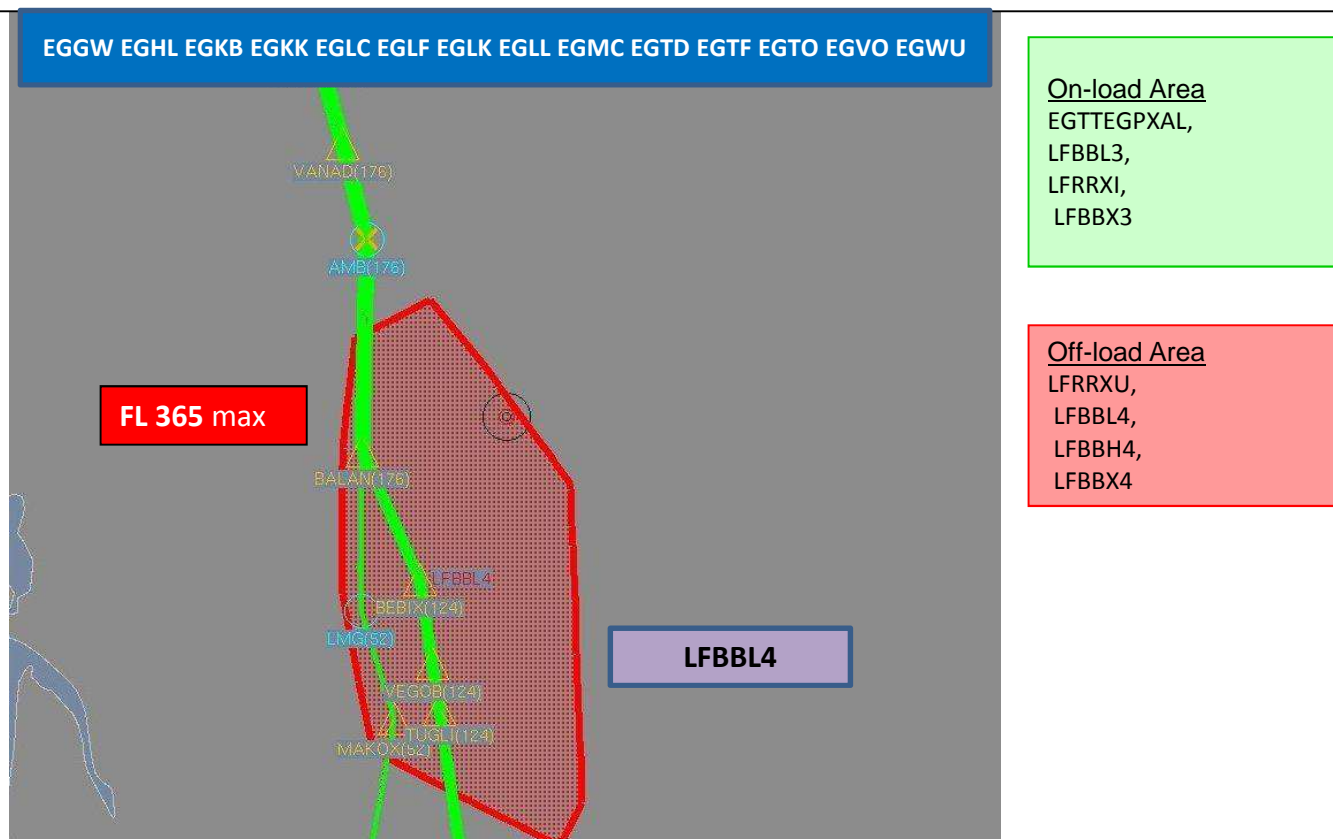 EGGW EGHL EGKB EGKK EGLC EGLF EGLK EGLL EGMC EGTD EGTF EGTO EGVO EGWU
On-load Area
EGTTEGPXAL,
LFBBL3,
LFRRXI,
LFBBX3
VANAD(176)
AMB(176)
Off-load Area
LFRRXU,
LFBBL4,
LFBBH4,
LFBBX4
FL 365 max
BALAN(176)
LFBBL4
BEBIX(124)
LMG(52)
LFBBL4
VEGOB(124)
TUGLI(124)
MAKOX(52)